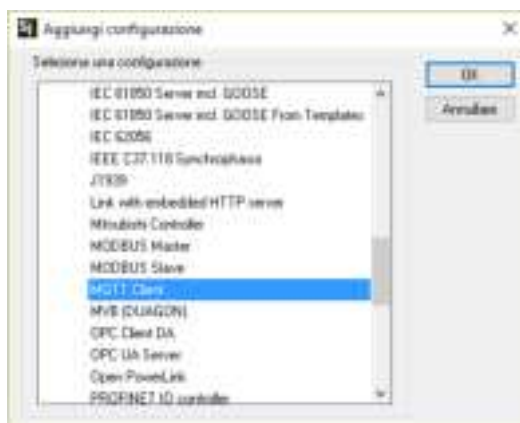 Aggiungi configurazione
Seleziona una configurazione
IEC 61850 Server incl. GOOSE
IEC 61850 Server incl. GOOSE From Templates
IEC 62056
IEEE C37.118 Synchrophasor
J1939
Link with embedded HTTP server
Mitsubishi Controller
MODBUS Master
MODBUS Slave
MQTT Client
MVB (DUAGON)
OPC Client DA
OPC UA Server
Open PowerLink
PROFINET IO controller
OK
Annullare